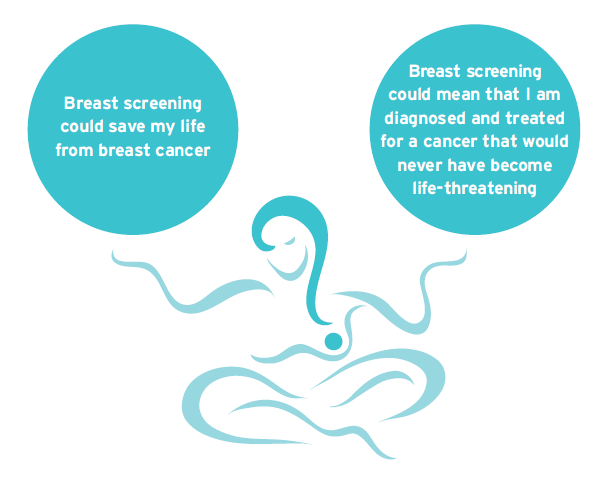 Breast screening
could save my life
from breast cancer
Breast screening
could mean that I am
diagnosed and treated
for a cancer that would
never have become
life-threatening